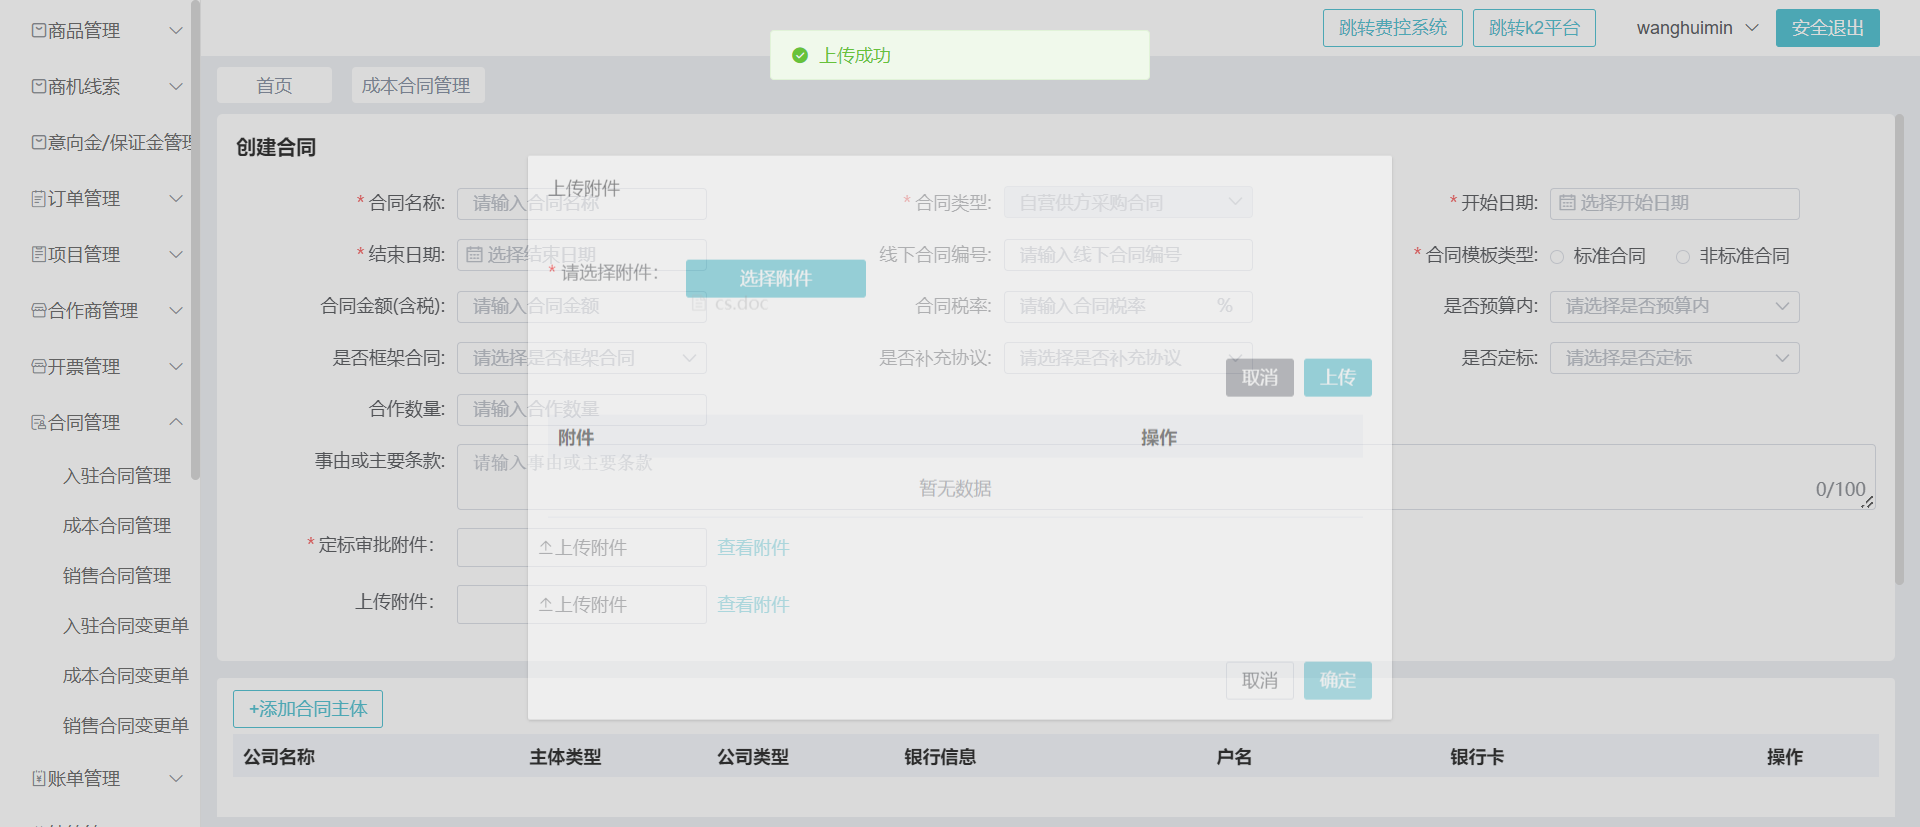 商品管理
商机线索
意向金/保证金管理
订单管理
项目管理
合作商管理
开票管理
合同管理
入驻合同管理
成本合同管理
销售合同管理
入驻合同变更单
成本合同变更单
销售合同变更单
账单管理
跳转费控系统
跳转k2平台
wanghuimin
安全退出
上传成功
首页
成本合同管理
创建合同
* 合同名称: 请输入合同名称
* 合同类型: 自营供方采购合同
* 开始日期: 选择开始日期
* 结束日期: 选择结束日期
线下合同编号: 请输入线下合同编号
* 合同模板类型: 标准合同 非标准合同
合同金额(含税): 请输入合同金额
合同税率: 请输入合同税率 %
是否预算内: 请选择是否预算内
是否框架合同: 请选择是否框架合同
是否补充协议: 请选择是否补充协议
是否定标: 请选择是否定标
合作数量: 请输入合作数量
事由或主要条款: 请输入事由或主要条款
0/100
* 定标审批附件: 上传附件 查看附件
上传附件: 上传附件 查看附件
上传附件
* 请选择附件: 选择附件
cs.doc
取消 上传
附件 操作
暂无数据
取消 确定
+添加合同主体
公司名称 主体类型 公司类型 银行信息 户名 银行卡 操作